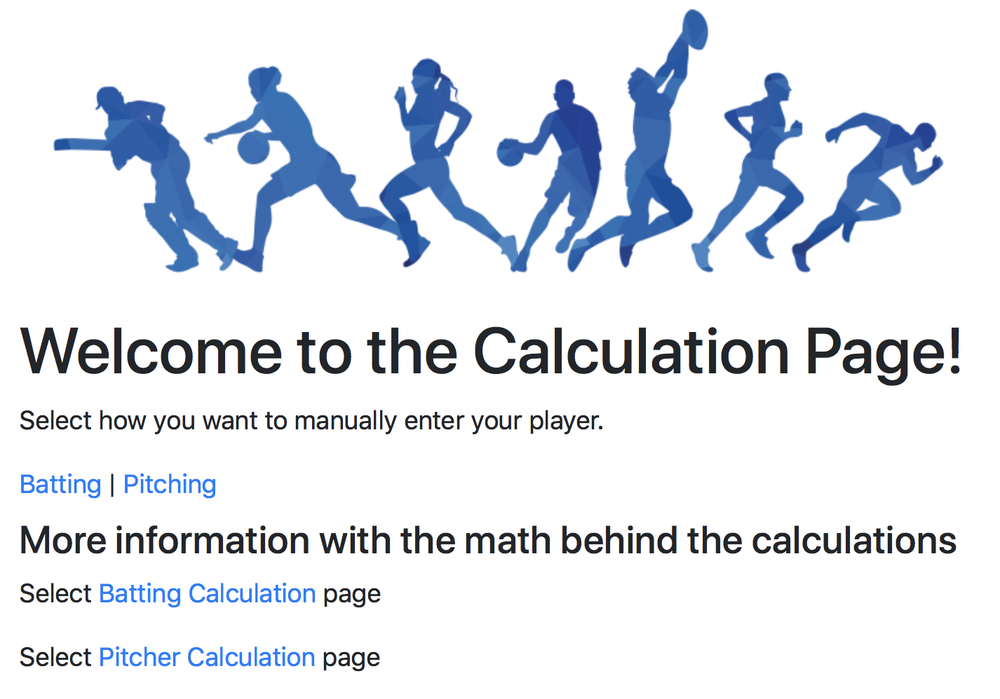 Welcome to the Calculation Page!
Select how you want to manually enter your player.
Batting | Pitching
More information with the math behind the calculations
Select Batting Calculation page
Select Pitcher Calculation page